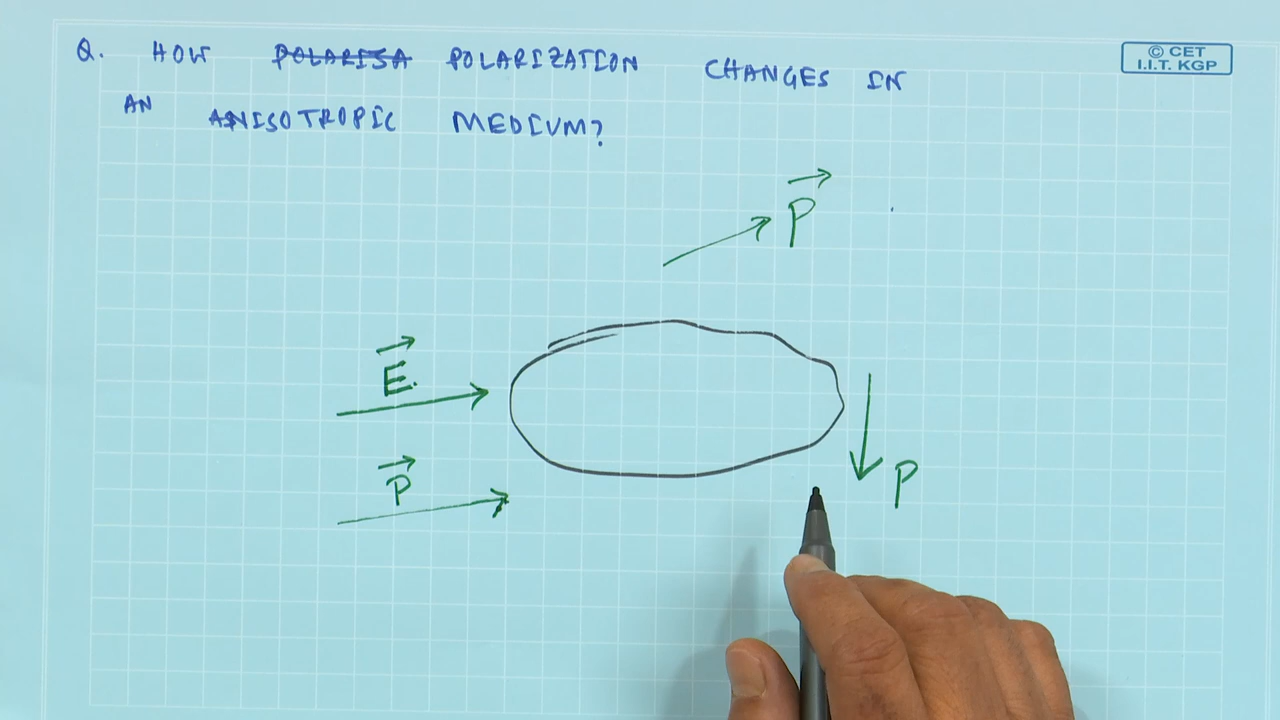 Q. HOW POLARISA POLARIZATION CHANGES IN
© CET
I.I.T. KGP
AN ANISOTROPIC MEDIUM?
P
E.
P
P